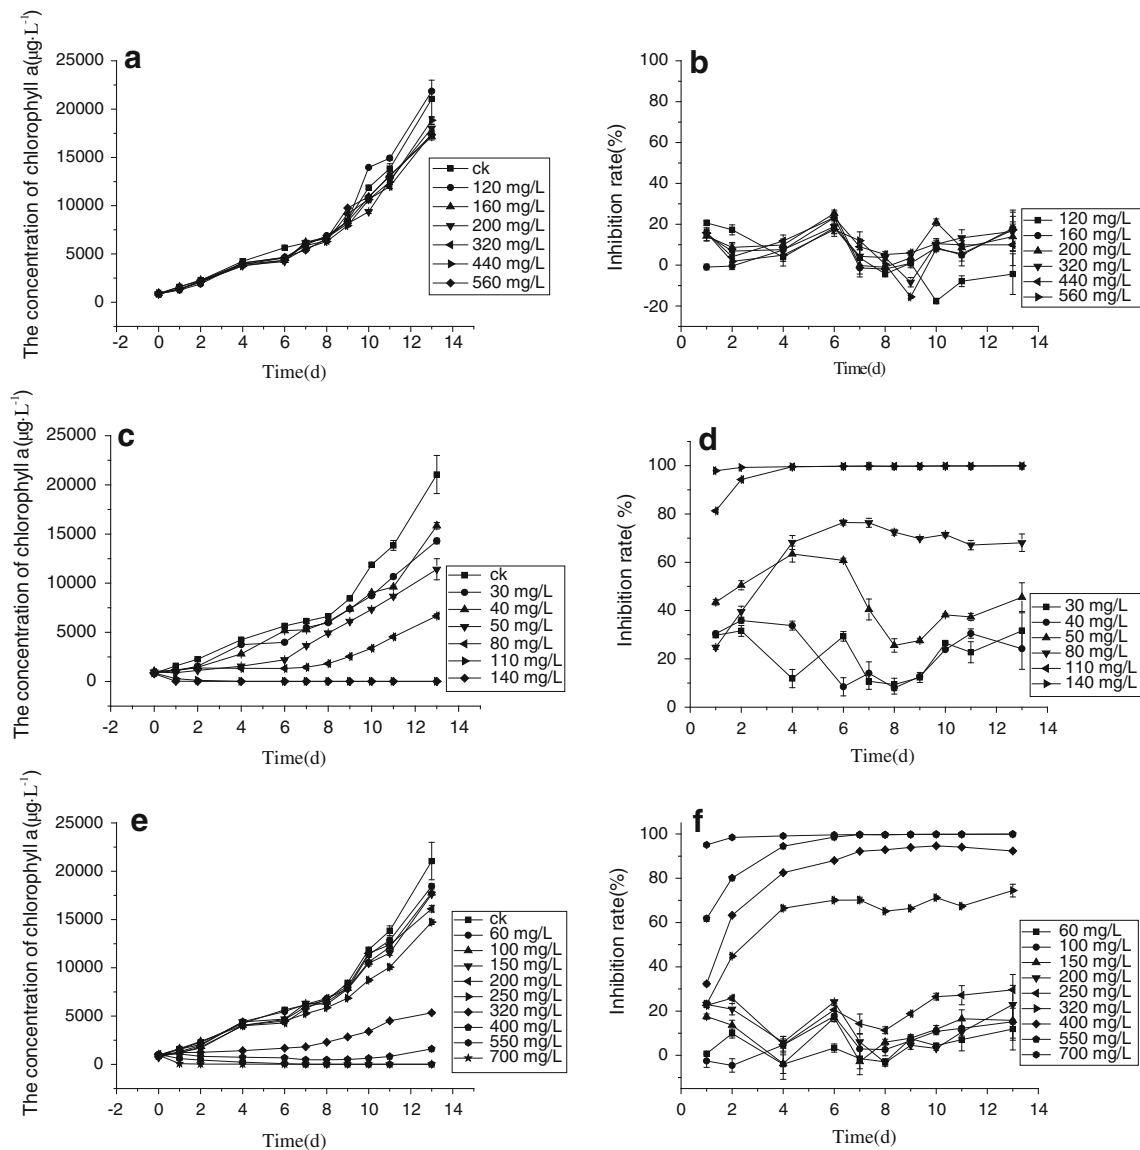 a
The concentration of chlorophyll a(μg·L-1)
25000
20000
15000
10000
5000
0
-2 0 2 4 6 8 10 12 14
Time(d)
ck
120 mg/L
160 mg/L
200 mg/L
320 mg/L
440 mg/L
560 mg/L
b
Inhibition rate(%)
100
80
60
40
20
0
-20
0 2 4 6 8 10 12 14
Time(d)
120 mg/L
160 mg/L
200 mg/L
320 mg/L
440 mg/L
560 mg/L
c
The concentration of chlorophyll a(μg·L-1)
25000
20000
15000
10000
5000
0
-2 0 2 4 6 8 10 12 14
Time(d)
ck
30 mg/L
40 mg/L
50 mg/L
80 mg/L
110 mg/L
140 mg/L
d
Inhibition rate( %)
100
80
60
40
20
0
0 2 4 6 8 10 12 14
Time(d)
30 mg/L
40 mg/L
50 mg/L
80 mg/L
110 mg/L
140 mg/L
e
The concentration of chlorophyll a(μg·L-1)
25000
20000
15000
10000
5000
0
-2 0 2 4 6 8 10 12 14
Time(d)
ck
60 mg/L
100 mg/L
150 mg/L
200 mg/L
250 mg/L
320 mg/L
400 mg/L
550 mg/L
700 mg/L
f
Inhibition rate(%)
100
80
60
40
20
0
0 2 4 6 8 10 12 14
Time(d)
60 mg/L
100 mg/L
150 mg/L
200 mg/L
250 mg/L
320 mg/L
400 mg/L
550 mg/L
700 mg/L